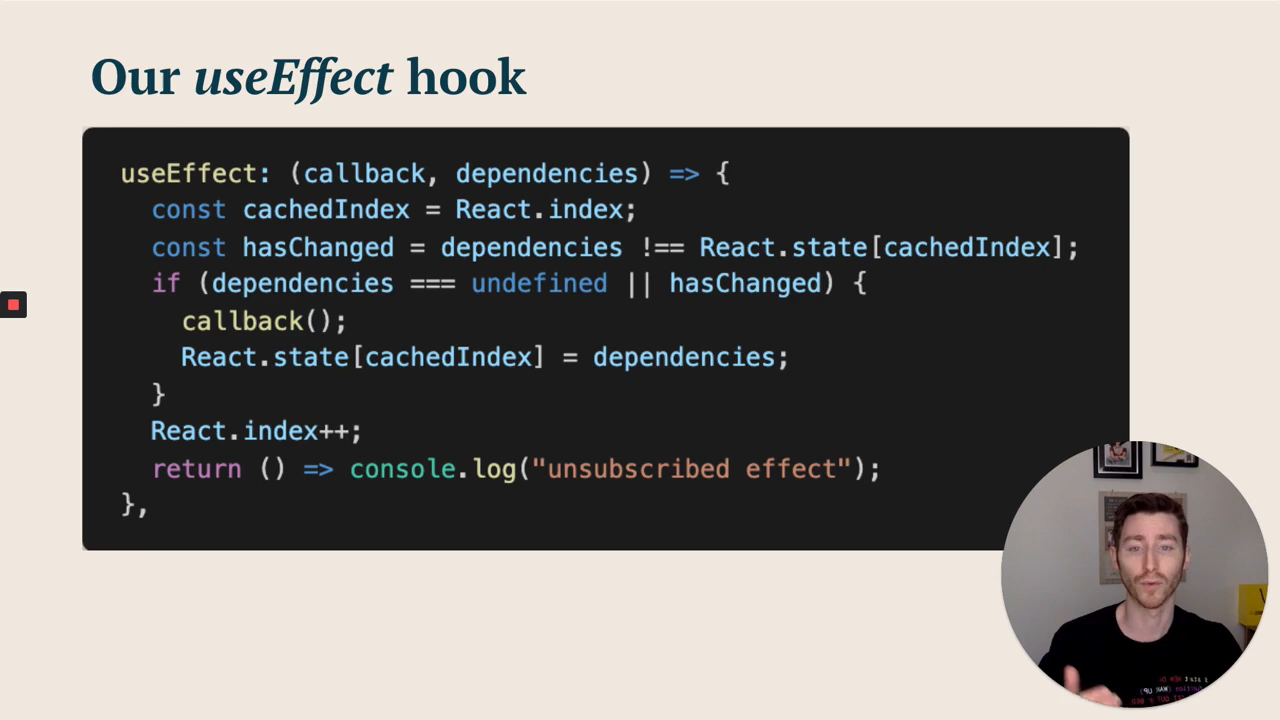 Our useEffect hook
useEffect: (callback, dependencies) => {
  const cachedIndex = React.index;
  const hasChanged = dependencies !== React.state[cachedIndex];
  if (dependencies === undefined || hasChanged) {
    callback();
    React.state[cachedIndex] = dependencies;
  }
  React.index++;
  return () => console.log("unsubscribed effect");
},